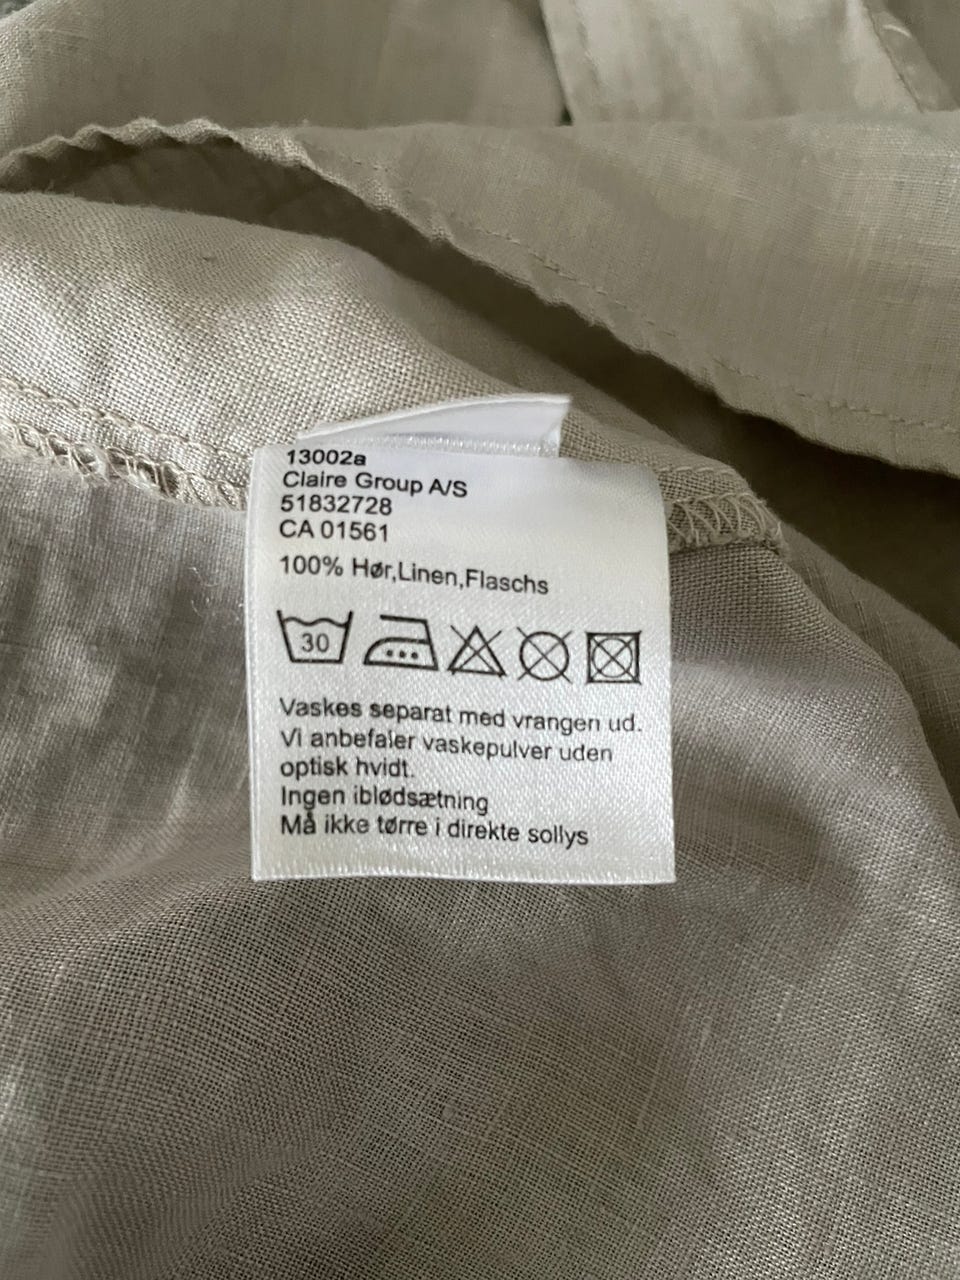 13002a
Claire Group A/S
51832728
CA 01561
100% Hør,Linen,Flaschs
30
Vaskes separat med vrangen ud.
Vi anbefaler vaskepulver uden
optisk hvidt.
Ingen iblødsætning
Må ikke tørre i direkte sollys